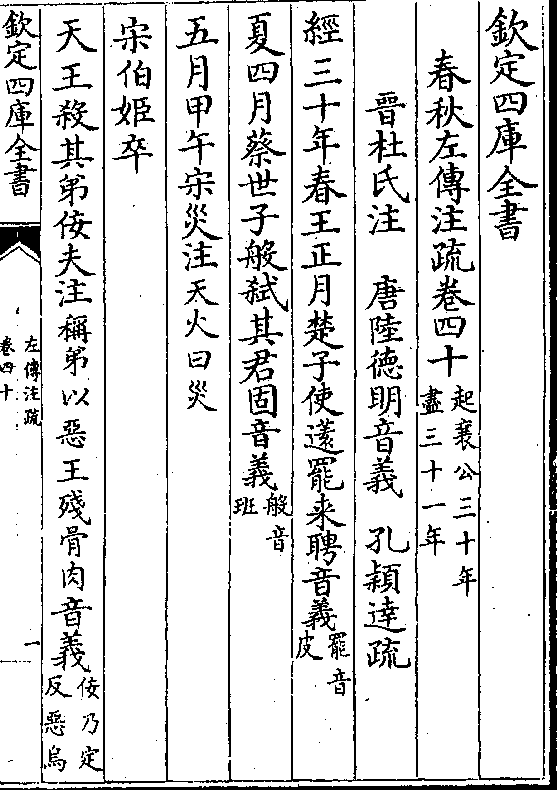 欽定四庫全書
春秋左傳注疏卷四十
起襄公三十年
盡三十一年
晉杜氏注　唐陸德明音義　孔穎達疏
經三十年春王正月楚子使薳罷来聘音義
罷音
皮
夏四月蔡世子般弑其君固音義
般音
班
五月甲午宋災注天火曰災
宋伯姬卒
天王殺其弟佞夫注稱弟以惡王殘骨肉音義
佞乃定
反惡烏
欽定四庫全書
左傳注疏
卷四十
一